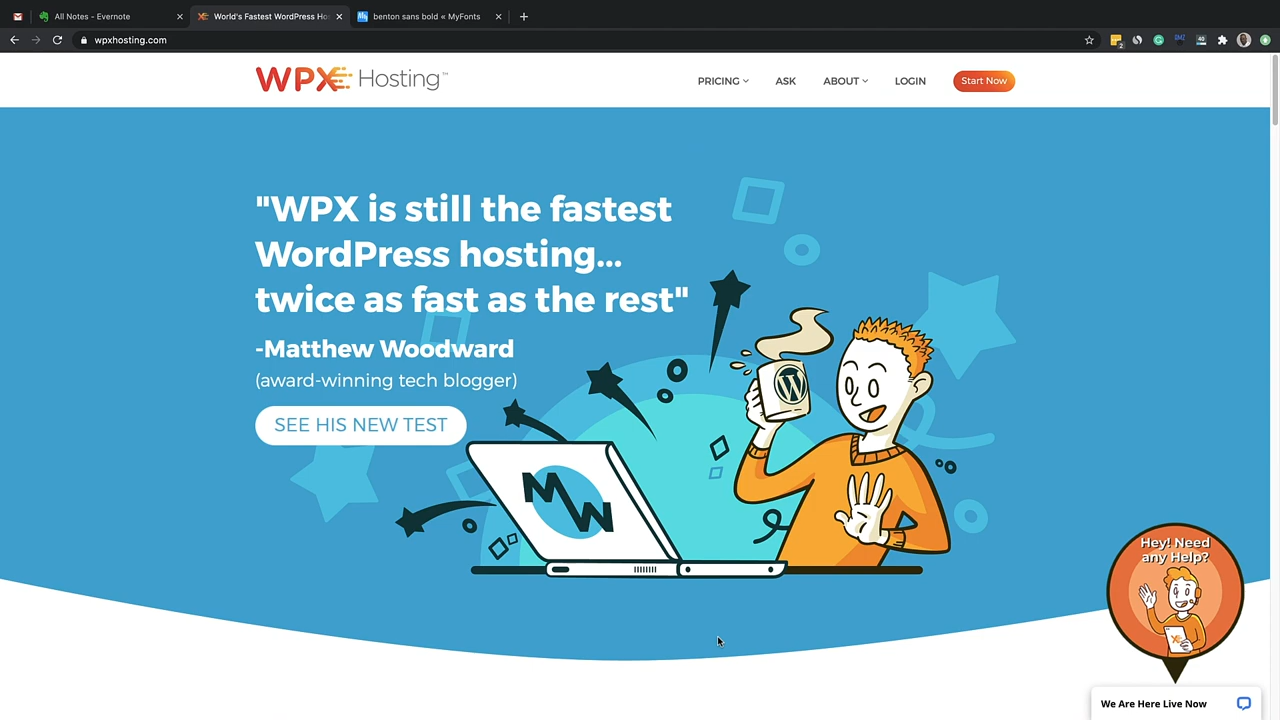 All Notes - Evernote
World's Fastest WordPress Ho
benton sans bold « MyFonts
wpxhosting.com
2
40
WPX Hosting™
PRICING
ASK
ABOUT
LOGIN
Start Now
"WPX is still the fastest
WordPress hosting...
twice as fast as the rest"
-Matthew Woodward
(award-winning tech blogger)
SEE HIS NEW TEST
MW
W
Hey! Need
any Help?
We Are Here Live Now